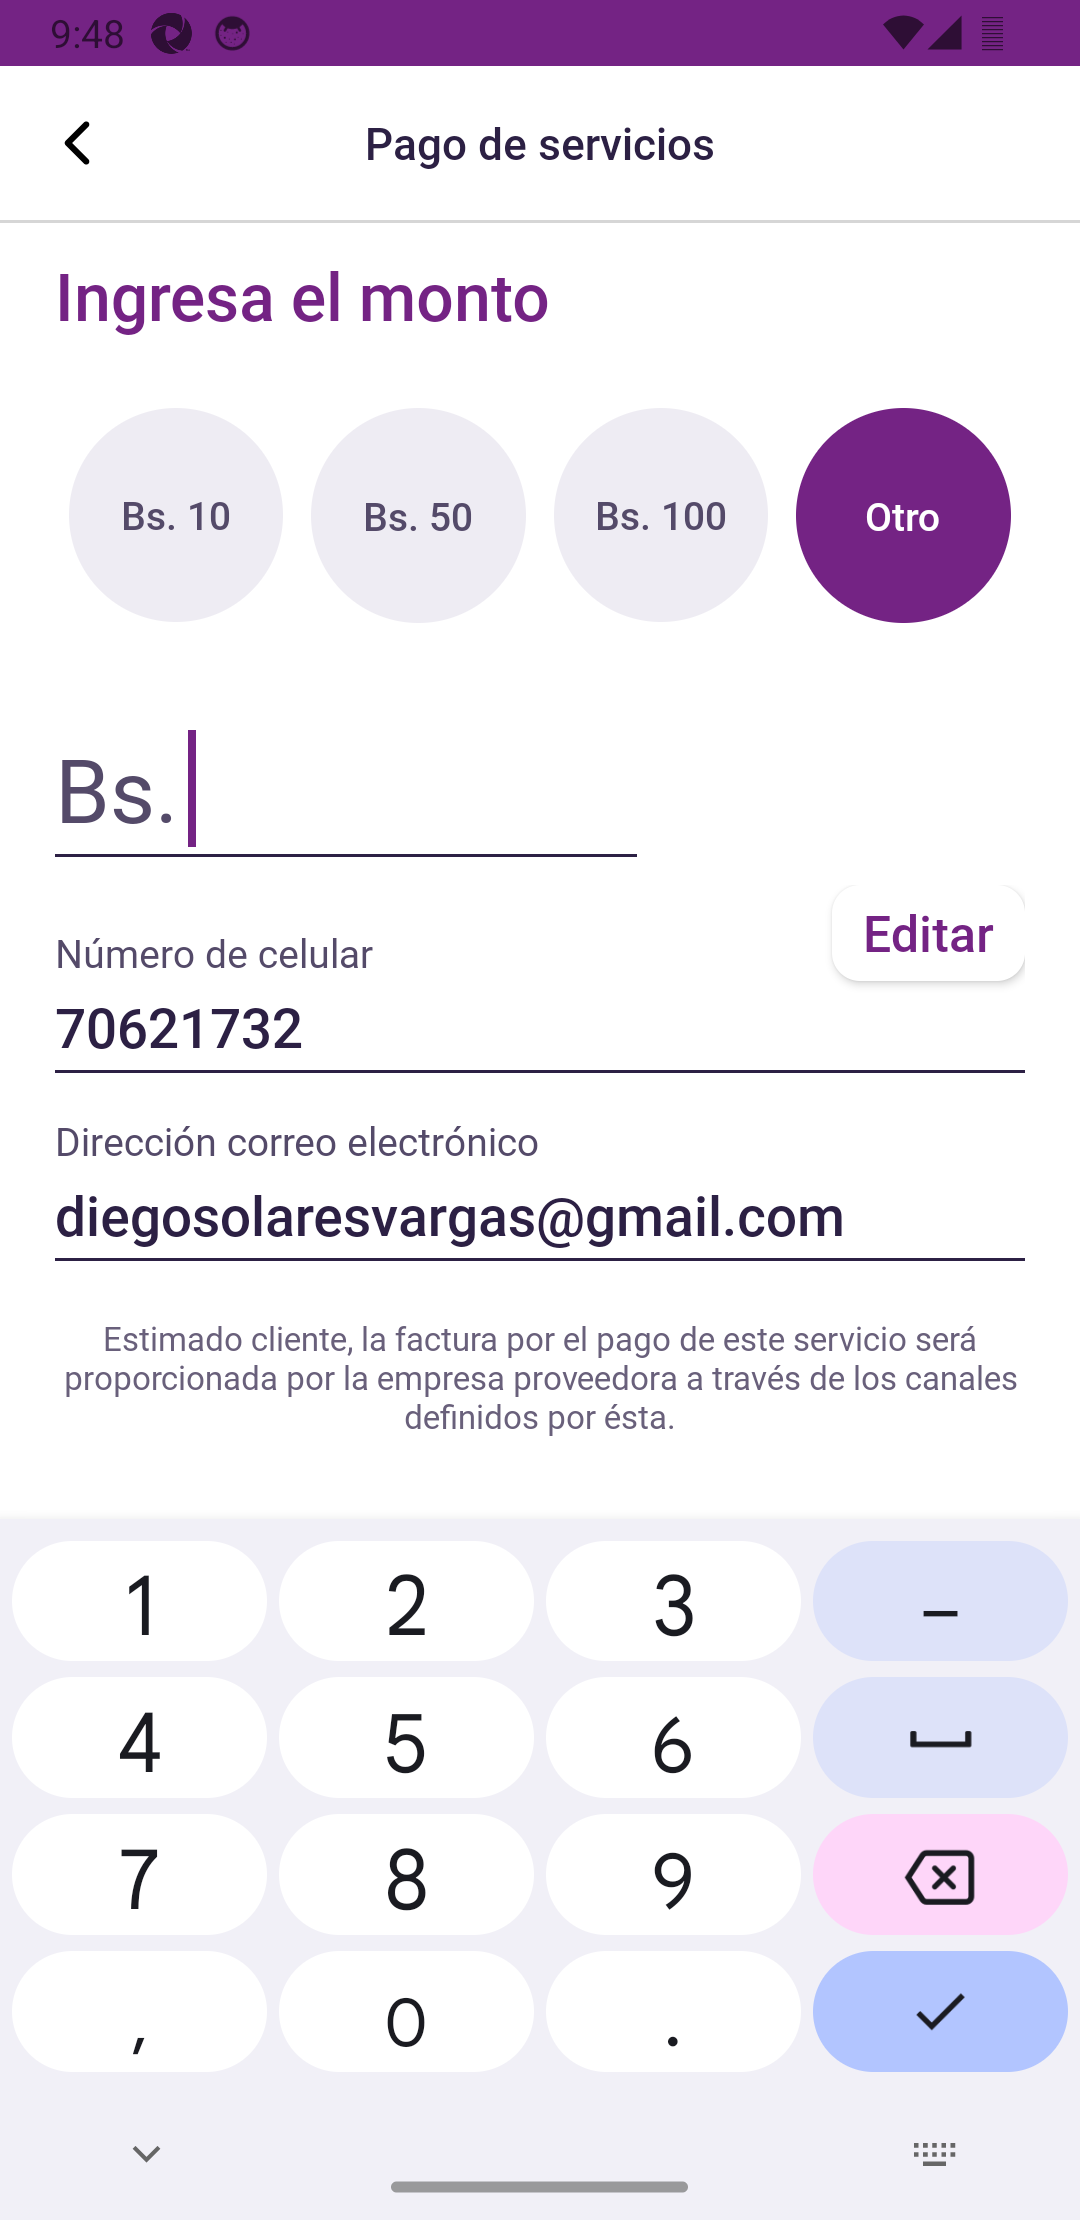 9:48
Pago de servicios
Ingresa el monto
Bs. 10
Bs. 50
Bs. 100
Otro
Bs.
Editar
Número de celular
70621732
Dirección correo electrónico
diegosolaresvargas@gmail.com
Estimado cliente, la factura por el pago de este servicio será
proporcionada por la empresa proveedora a través de los canales
definidos por ésta.
1 2 3 –
4 5 6
7 8 9
, 0 .